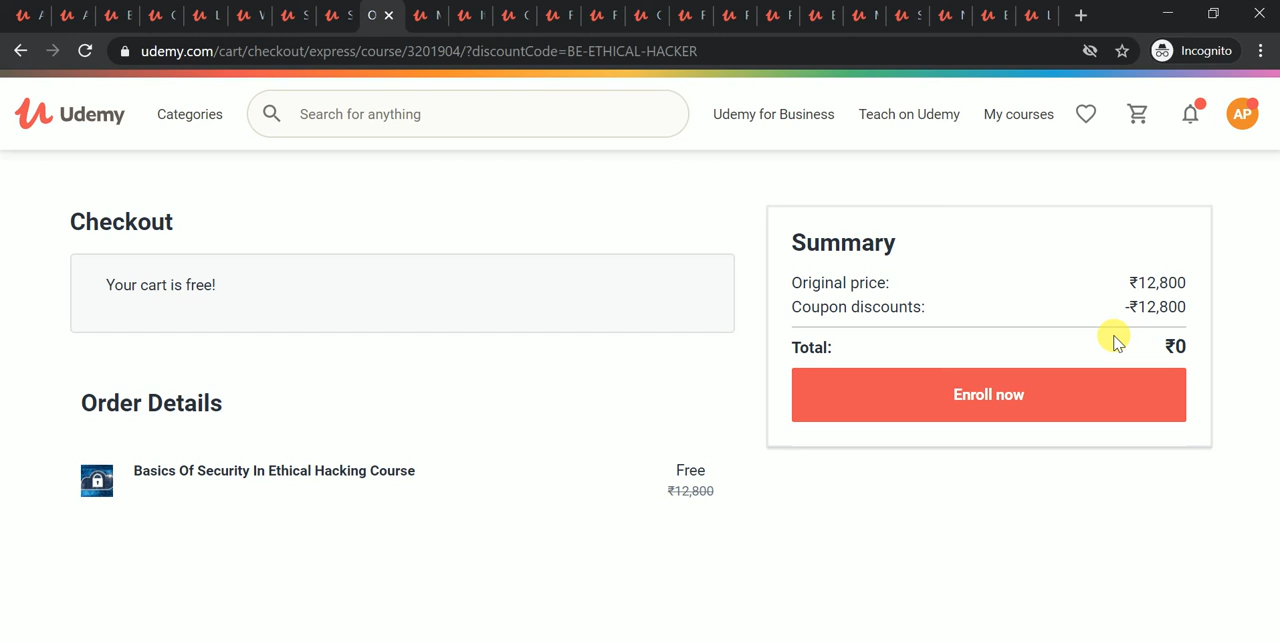 A A B C L V S S O M I C F F C F F F E M S N E L
udemy.com/cart/checkout/express/course/3201904/?discountCode=BE-ETHICAL-HACKER
Incognito
Udemy
Categories
Search for anything
Udemy for Business
Teach on Udemy
My courses
AP
Checkout
Your cart is free!
Summary
Original price: ₹12,800
Coupon discounts: -₹12,800
Total: ₹0
Enroll now
Order Details
Basics Of Security In Ethical Hacking Course Free
₹12,800